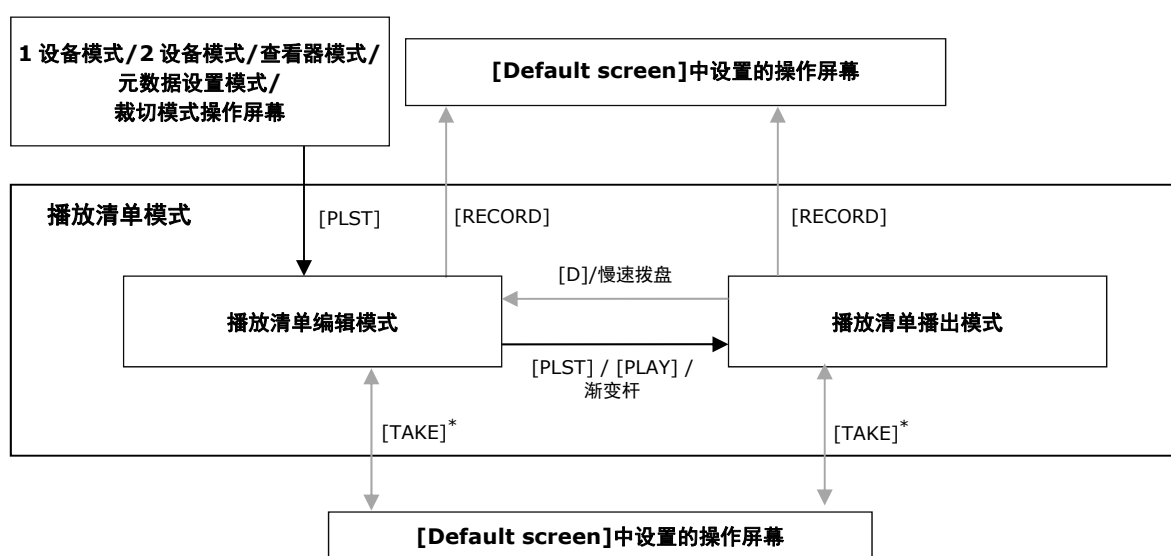 1 设备模式/2 设备模式/查看器模式/
元数据设置模式/
裁切模式操作屏幕
[Default screen]中设置的操作屏幕
播放清单模式
[PLST]
[RECORD]
[RECORD]
[D]/慢速拨盘
播放清单编辑模式
播放清单播出模式
[PLST] / [PLAY] /
渐变杆
[TAKE]*
[TAKE]*
[Default screen]中设置的操作屏幕